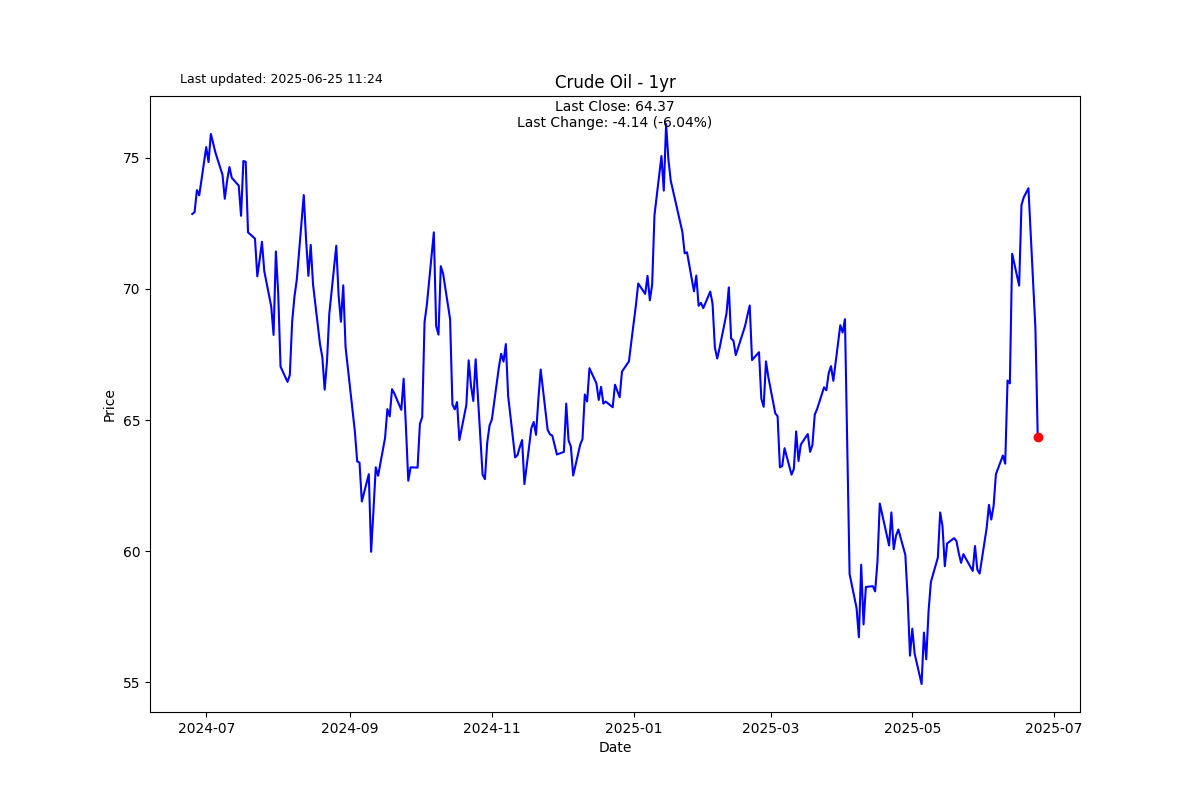 Last updated: 2025-06-25 11:24
Crude Oil - 1yr
Last Close: 64.37
Last Change: -4.14 (-6.04%)
Price
75
70
65
60
55
2024-07 2024-09 2024-11 2025-01 2025-03 2025-05 2025-07
Date